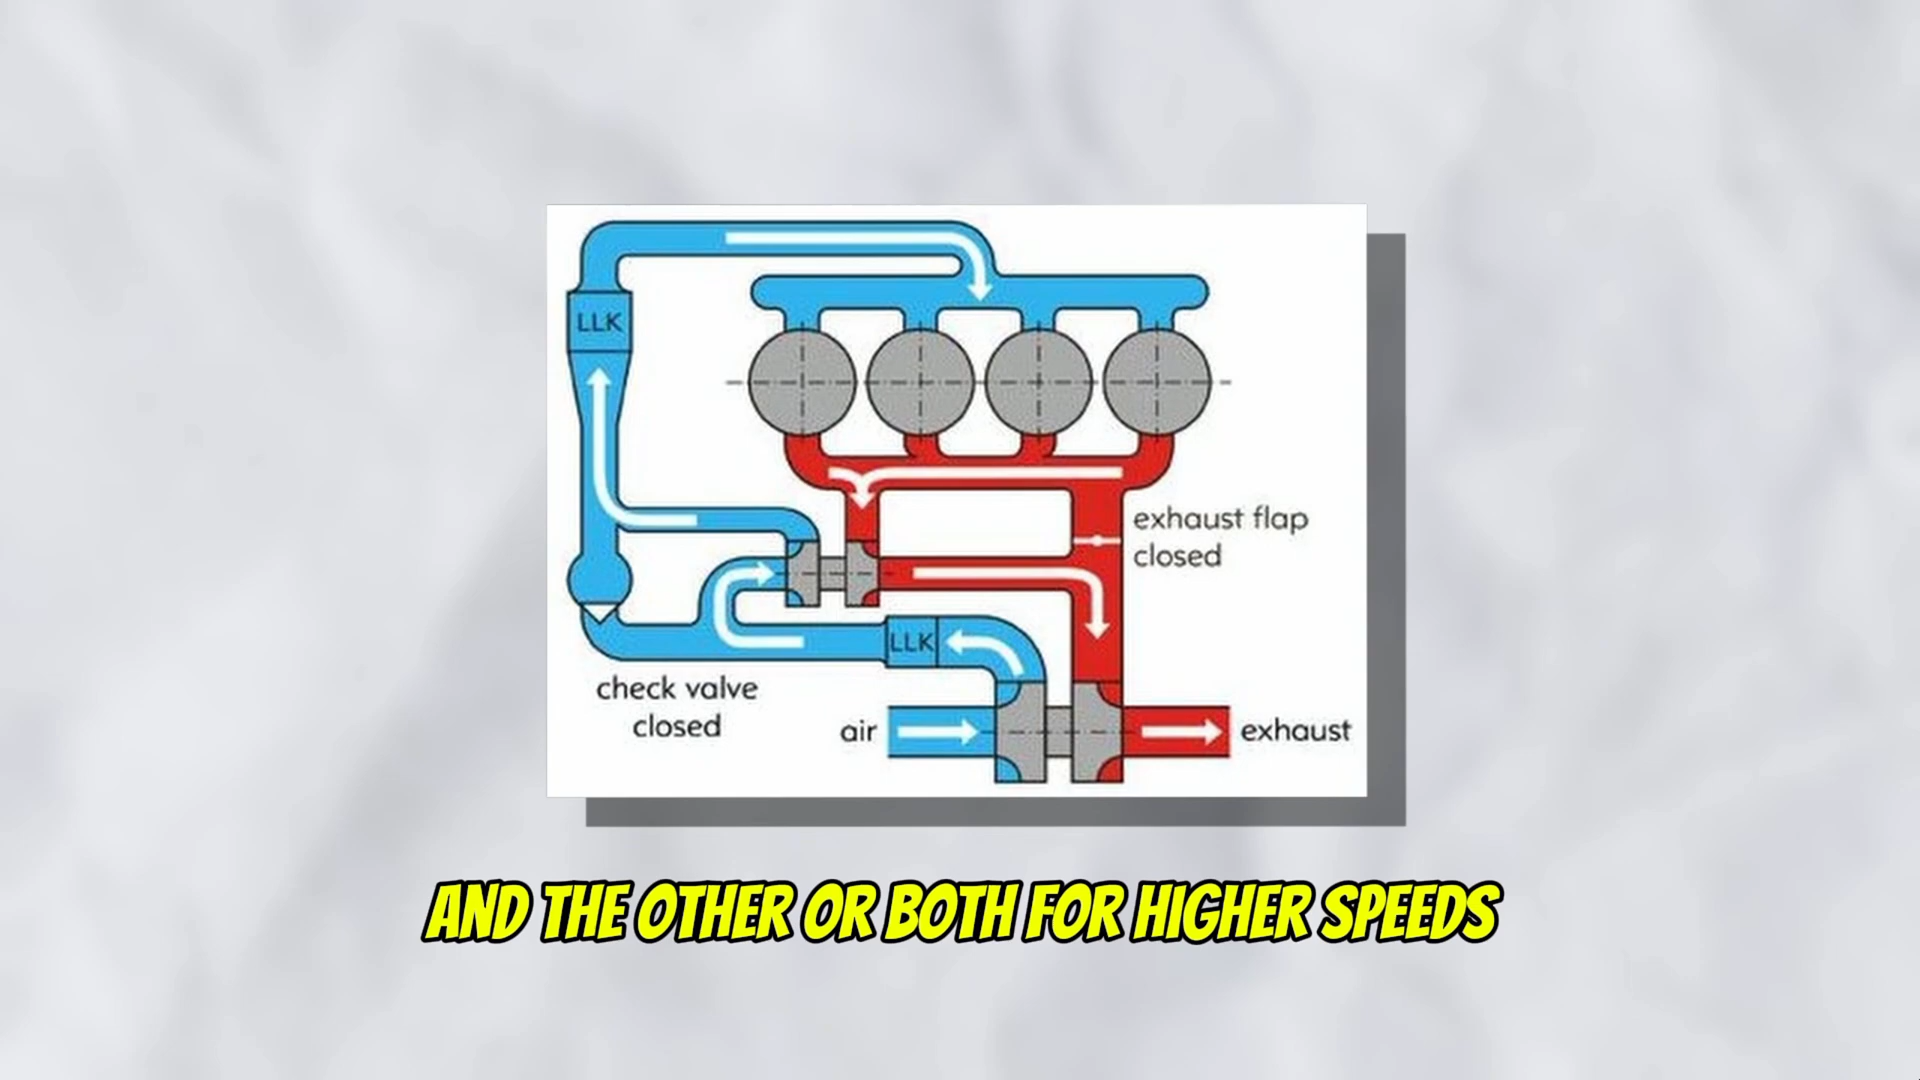 LLK
exhaust flap
closed
LLK
check valve
closed
air
exhaust
AND THE OTHER OR BOTH FOR HIGHER SPEEDS